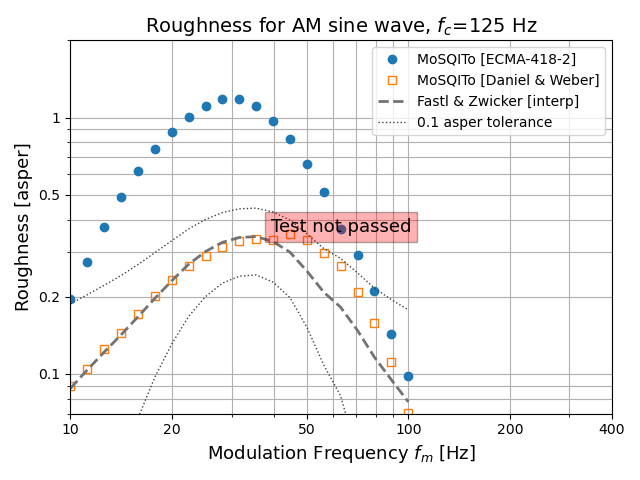 Roughness for AM sine wave, f_c=125 Hz
MoSQITo [ECMA-418-2]
MoSQITo [Daniel & Weber]
Fastl & Zwicker [interp]
0.1 asper tolerance
Test not passed
Roughness [asper]
1
0.5
0.2
0.1
10 20 50 100 200 400
Modulation Frequency f_m [Hz]